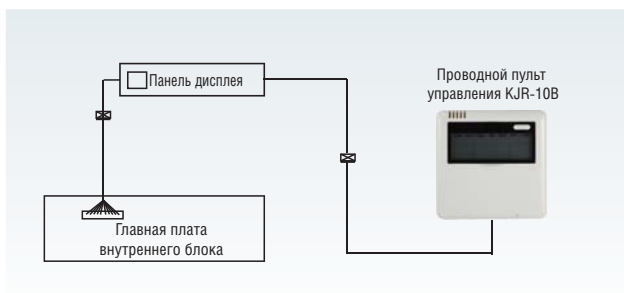 Панель дисплея
Проводной пульт
управления KJR-10B
Главная плата
внутреннего блока